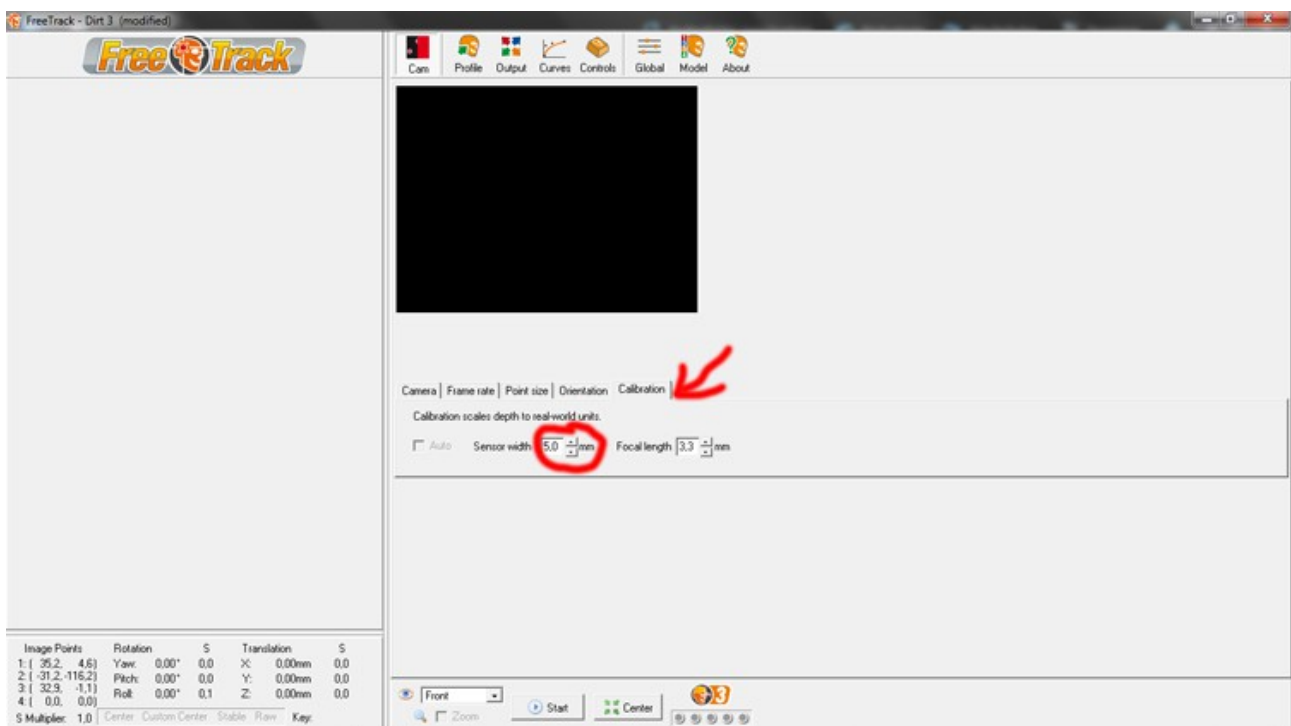 FreeTrack - Dirt 3 (modified)
Free Track
Cam Profile Output Curves Controls Global Model About
Camera Frame rate Point size Orientation Calibration
Calibration scales depth to real-world units.
Auto Sensor width 5,0 mm Focal length 3,3 mm
Image Points Rotation S Translation S
1: ( 35,2, 4,6) Yaw: 0,00° 0,0 X: 0,00mm 0,0
2: ( -31,2,-116,2) Pitch: 0,00° 0,0 Y: 0,00mm 0,0
3: ( 32,9, -1,1) Roll: 0,00° 0,1 Z: 0,00mm 0,0
4: ( 0,0, 0,0)
S Multiplier: 1,0 Center Custom Center Stable Raw Key:
Front
Zoom Start Center
3